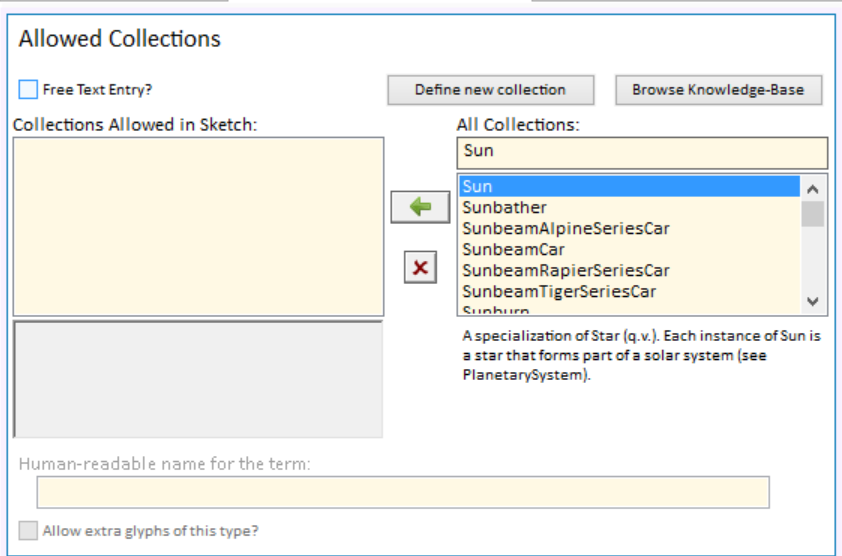 Allowed Collections
Free Text Entry?
Define new collection
Browse Knowledge-Base
Collections Allowed in Sketch:
All Collections:
Sun
Sun
Sunbather
SunbeamAlpineSeriesCar
SunbeamCar
SunbeamRapierSeriesCar
SunbeamTigerSeriesCar
Sunburn
A specialization of Star (q.v.). Each instance of Sun is
a star that forms part of a solar system (see
PlanetarySystem).
Human-readable name for the term:
Allow extra glyphs of this type?